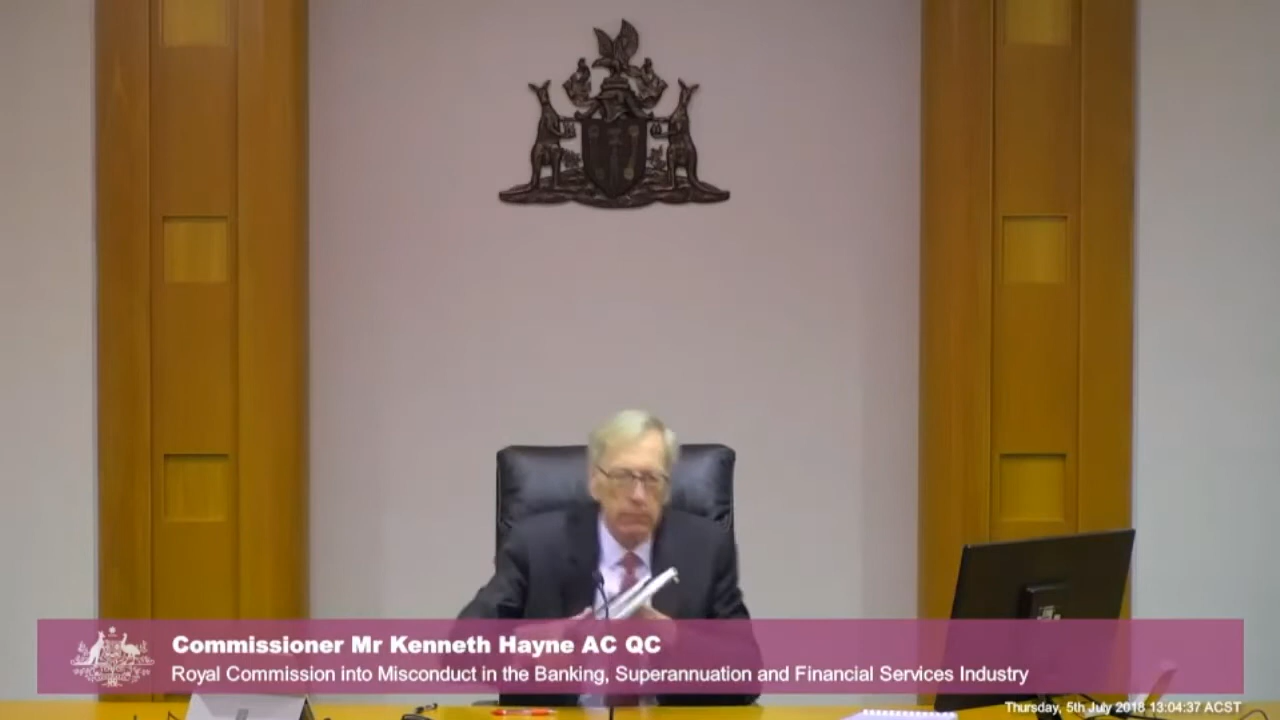 Commissioner Mr Kenneth Hayne AC QC
Royal Commission into Misconduct in the Banking, Superannuation and Financial Services Industry
Thursday, 5th July 2018 13:04:37 ACST